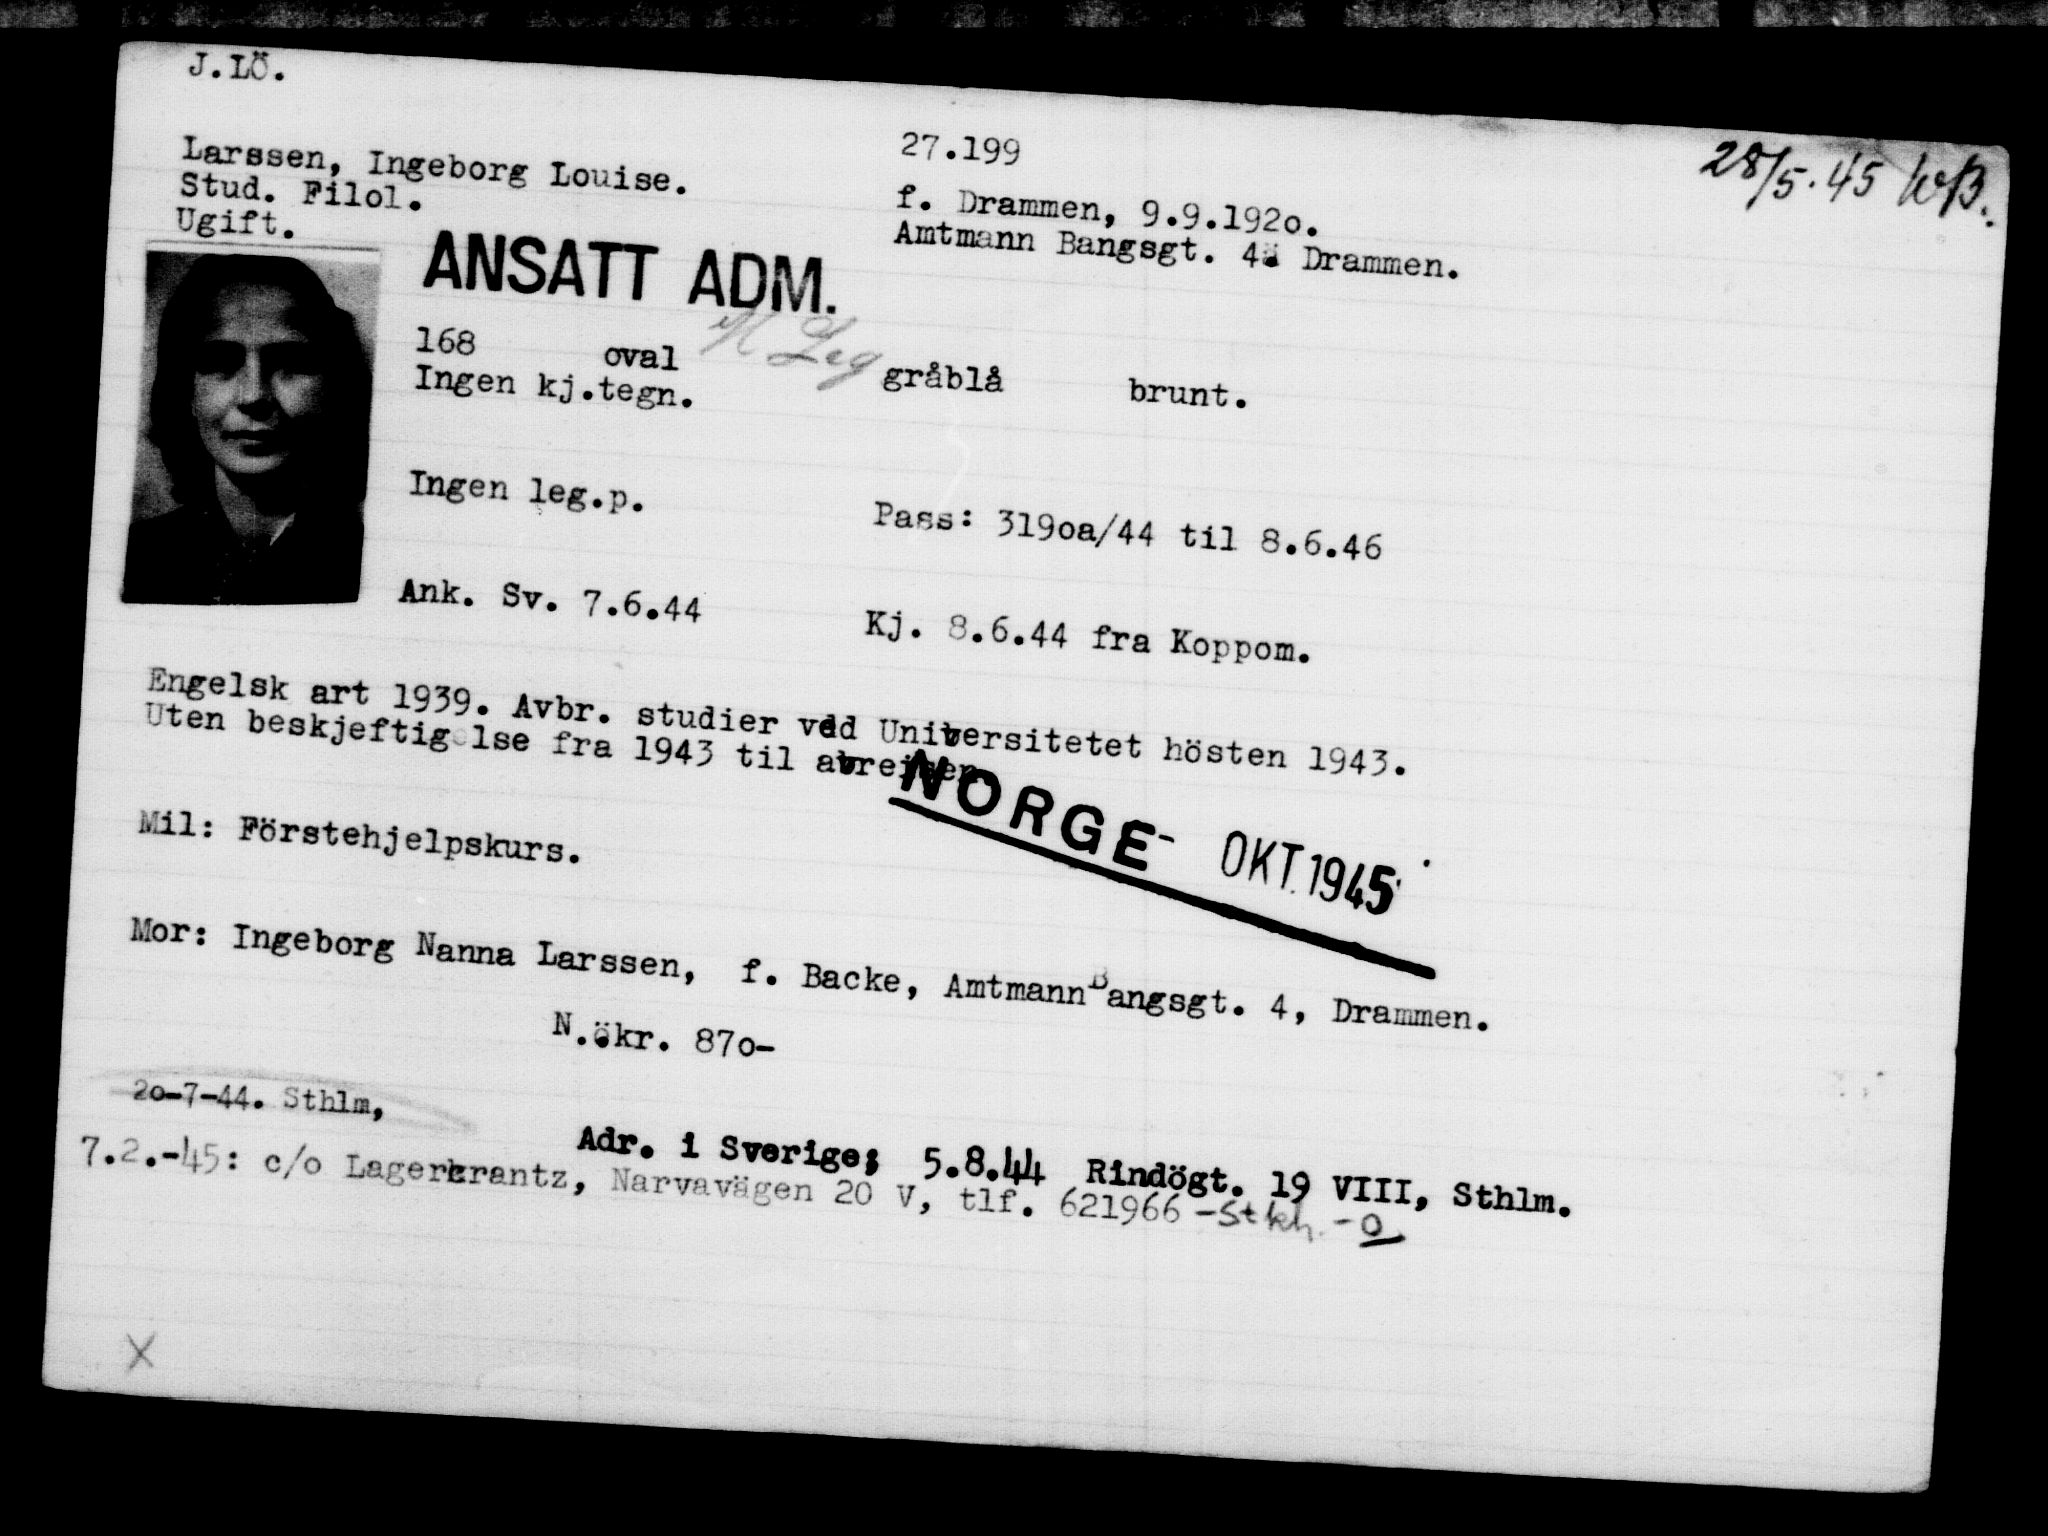 J.LÖ.
27.199
28/5.45 WB.
Larssen, Ingeborg Louise.
Stud. Filol.
Ugift.
f. Drammen, 9.9.192o.
Amtmann Bangsgt. 4. Drammen.
ANSATT ADM.
N Leg
168 oval gråblå brunt.
Ingen kj.tegn.
Ingen leg.p. Pass: 319oa/44 til 8.6.46
Ank. Sv. 7.6.44 Kj. 8.6.44 fra Koppom.
Engelsk art 1939. Avbr. studier ved Universitetet hösten 1943.
Uten beskjeftigelse fra 1943 til avreisen.
NORGE - OKT. 1945
Mil: Förstehjelpskurs.
Mor: Ingeborg Nanna Larssen, f. Backe, Amtmann Bangsgt. 4, Drammen.
N.ökr. 87o-
2o-7-44. Sthlm,
Adr. i Sverige; 5.8.44 Rindögt. 19 VIII, Sthlm.
7.2.-45: c/o Lagercrantz, Narvavägen 20 V, tlf. 621966 -Stkh. - o
X